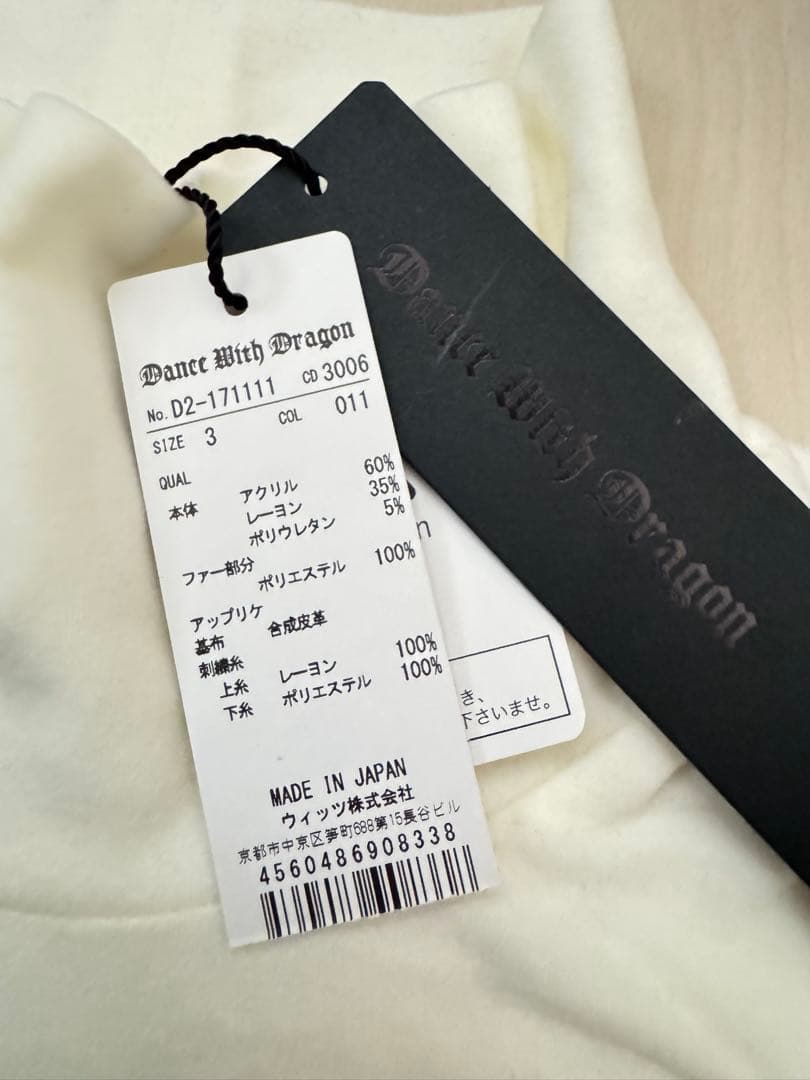 Dance With Dragon
No. D2-171111 CD 3006
SIZE 3 COL 011
QUAL
本体 アクリル 60%
レーヨン 35%
ポリウレタン 5%
ファー部分
ポリエステル 100%
アップリケ
基布 合成皮革
刺繍糸
上糸 レーヨン 100%
下糸 ポリエステル 100%
MADE IN JAPAN
ウィッツ株式会社
京都市中京区笋町688第15長谷ビル
4560486908338
Dance With Dragon
n
き、
下さいませ。